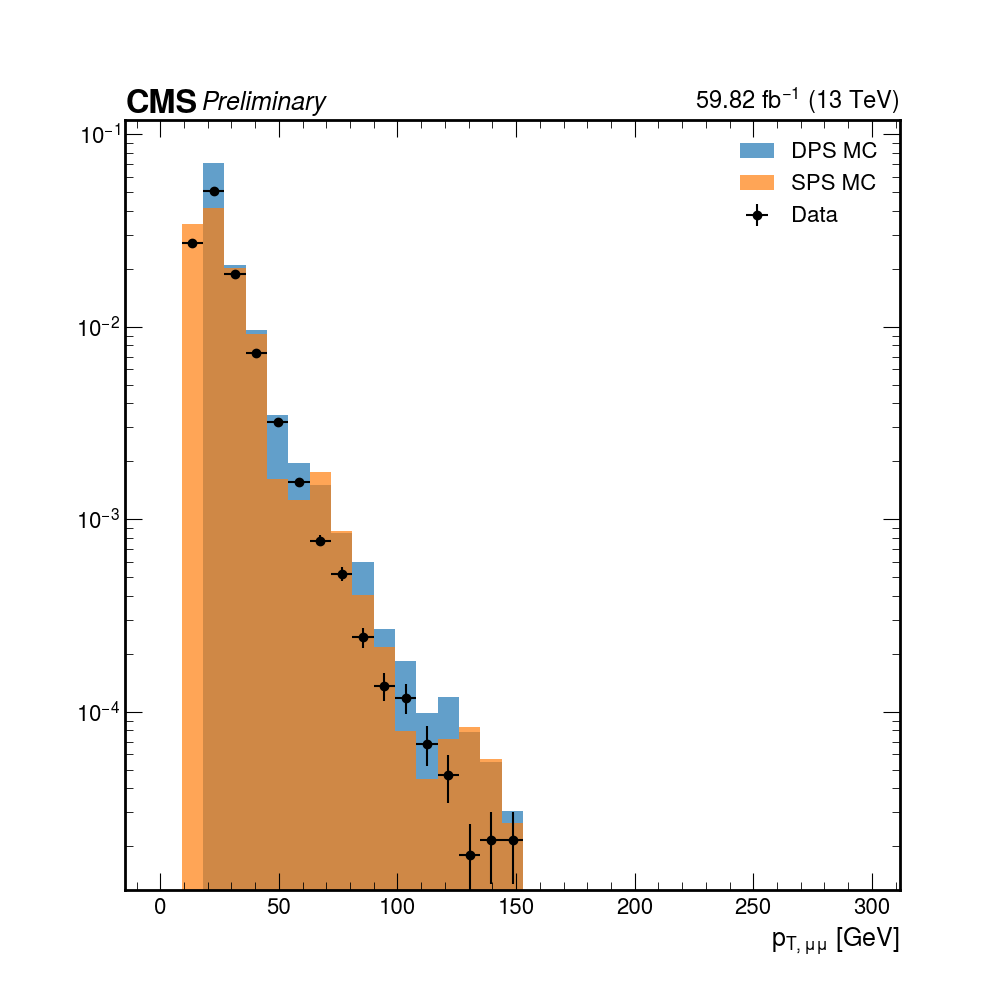 CMS Preliminary 59.82 fb⁻¹ (13 TeV)
DPS MC
SPS MC
Data
10⁻¹
10⁻²
10⁻³
10⁻⁴
0 50 100 150 200 250 300
p_{T, μμ} [GeV]